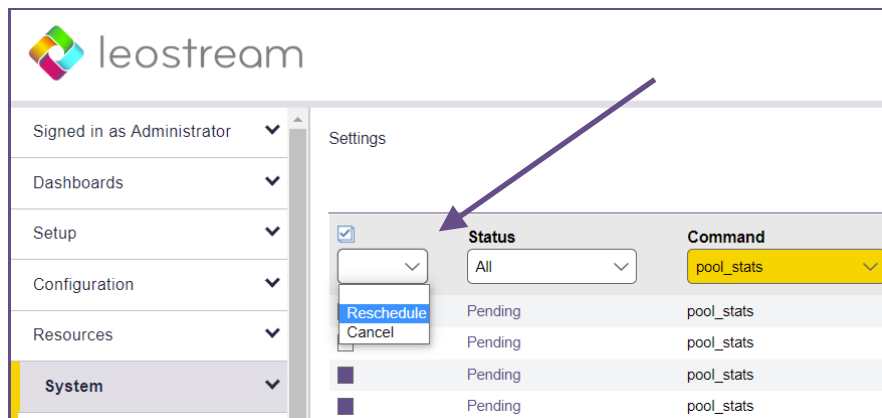 leostream
Signed in as Administrator
Dashboards
Setup
Configuration
Resources
System
Settings
Status
Command
All
pool_stats
Reschedule
Cancel
Pending
pool_stats
Pending
pool_stats
Pending
pool_stats
Pending
pool_stats